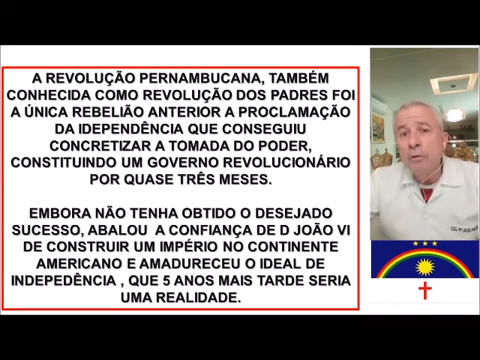 A REVOLUÇÃO PERNAMBUCANA, TAMBÉM
CONHECIDA COMO REVOLUÇÃO DOS PADRES FOI
A ÚNICA REBELIÃO ANTERIOR A PROCLAMAÇÃO
DA IDEPENDÊNCIA QUE CONSEGUIU
CONCRETIZAR A TOMADA DO PODER,
CONSTITUINDO UM GOVERNO REVOLUCIONÁRIO
POR QUASE TRÊS MESES.
EMBORA NÃO TENHA OBTIDO O DESEJADO
SUCESSO, ABALOU A CONFIANÇA DE D JOÃO VI
DE CONSTRUIR UM IMPÉRIO NO CONTINENTE
AMERICANO E AMADURECEU O IDEAL DE
INDEPEDÊNCIA , QUE 5 ANOS MAIS TARDE SERIA
UMA REALIDADE.